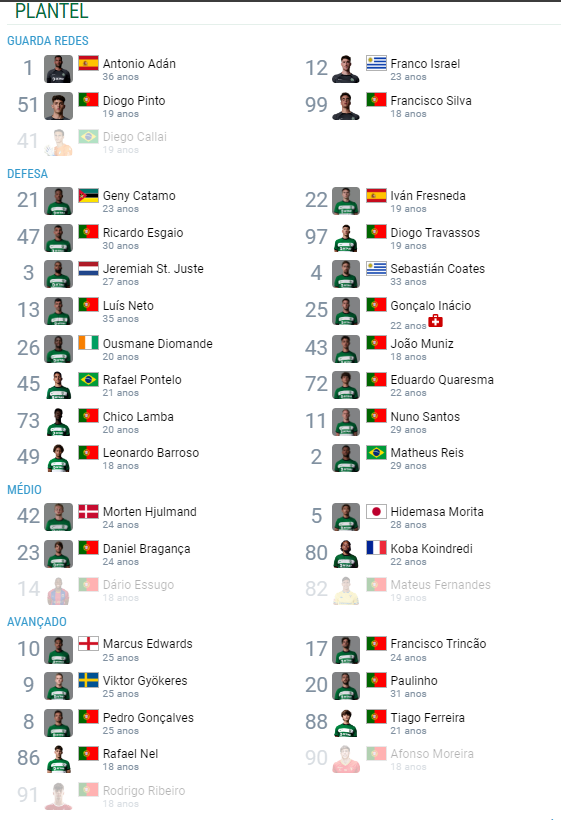 PLANTEL
GUARDA REDES
1 Antonio Adán
36 anos
12 Franco Israel
23 anos
51 Diogo Pinto
19 anos
99 Francisco Silva
18 anos
41 Diego Callai
19 anos
DEFESA
21 Geny Catamo
23 anos
22 Iván Fresneda
19 anos
47 Ricardo Esgaio
30 anos
97 Diogo Travassos
19 anos
3 Jeremiah St. Juste
27 anos
4 Sebastián Coates
33 anos
13 Luís Neto
35 anos
25 Gonçalo Inácio
22 anos
26 Ousmane Diomande
20 anos
43 João Muniz
18 anos
45 Rafael Pontelo
21 anos
72 Eduardo Quaresma
22 anos
73 Chico Lamba
20 anos
11 Nuno Santos
29 anos
49 Leonardo Barroso
18 anos
2 Matheus Reis
29 anos
MÉDIO
42 Morten Hjulmand
24 anos
5 Hidemasa Morita
28 anos
23 Daniel Bragança
24 anos
80 Koba Koindredi
22 anos
14 Dário Essugo
18 anos
82 Mateus Fernandes
19 anos
AVANÇADO
10 Marcus Edwards
25 anos
17 Francisco Trincão
24 anos
9 Viktor Gyökeres
25 anos
20 Paulinho
31 anos
8 Pedro Gonçalves
25 anos
88 Tiago Ferreira
21 anos
86 Rafael Nel
18 anos
90 Afonso Moreira
18 anos
91 Rodrigo Ribeiro
18 anos